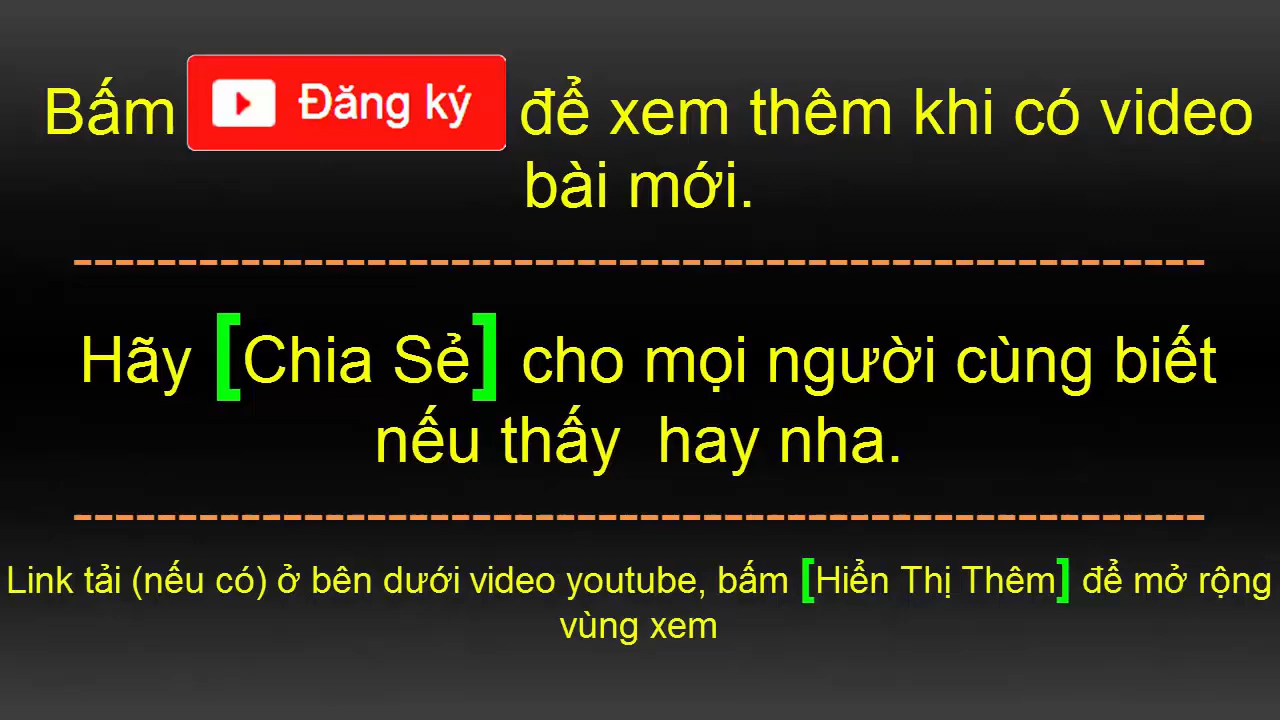 Bấm Đăng ký để xem thêm khi có video
bài mới.
------------------------------------------------------
Hãy [Chia Sẻ] cho mọi người cùng biết
nếu thấy  hay nha.
------------------------------------------------------
Link tải (nếu có) ở bên dưới video youtube, bấm [Hiển Thị Thêm] để mở rộng
vùng xem